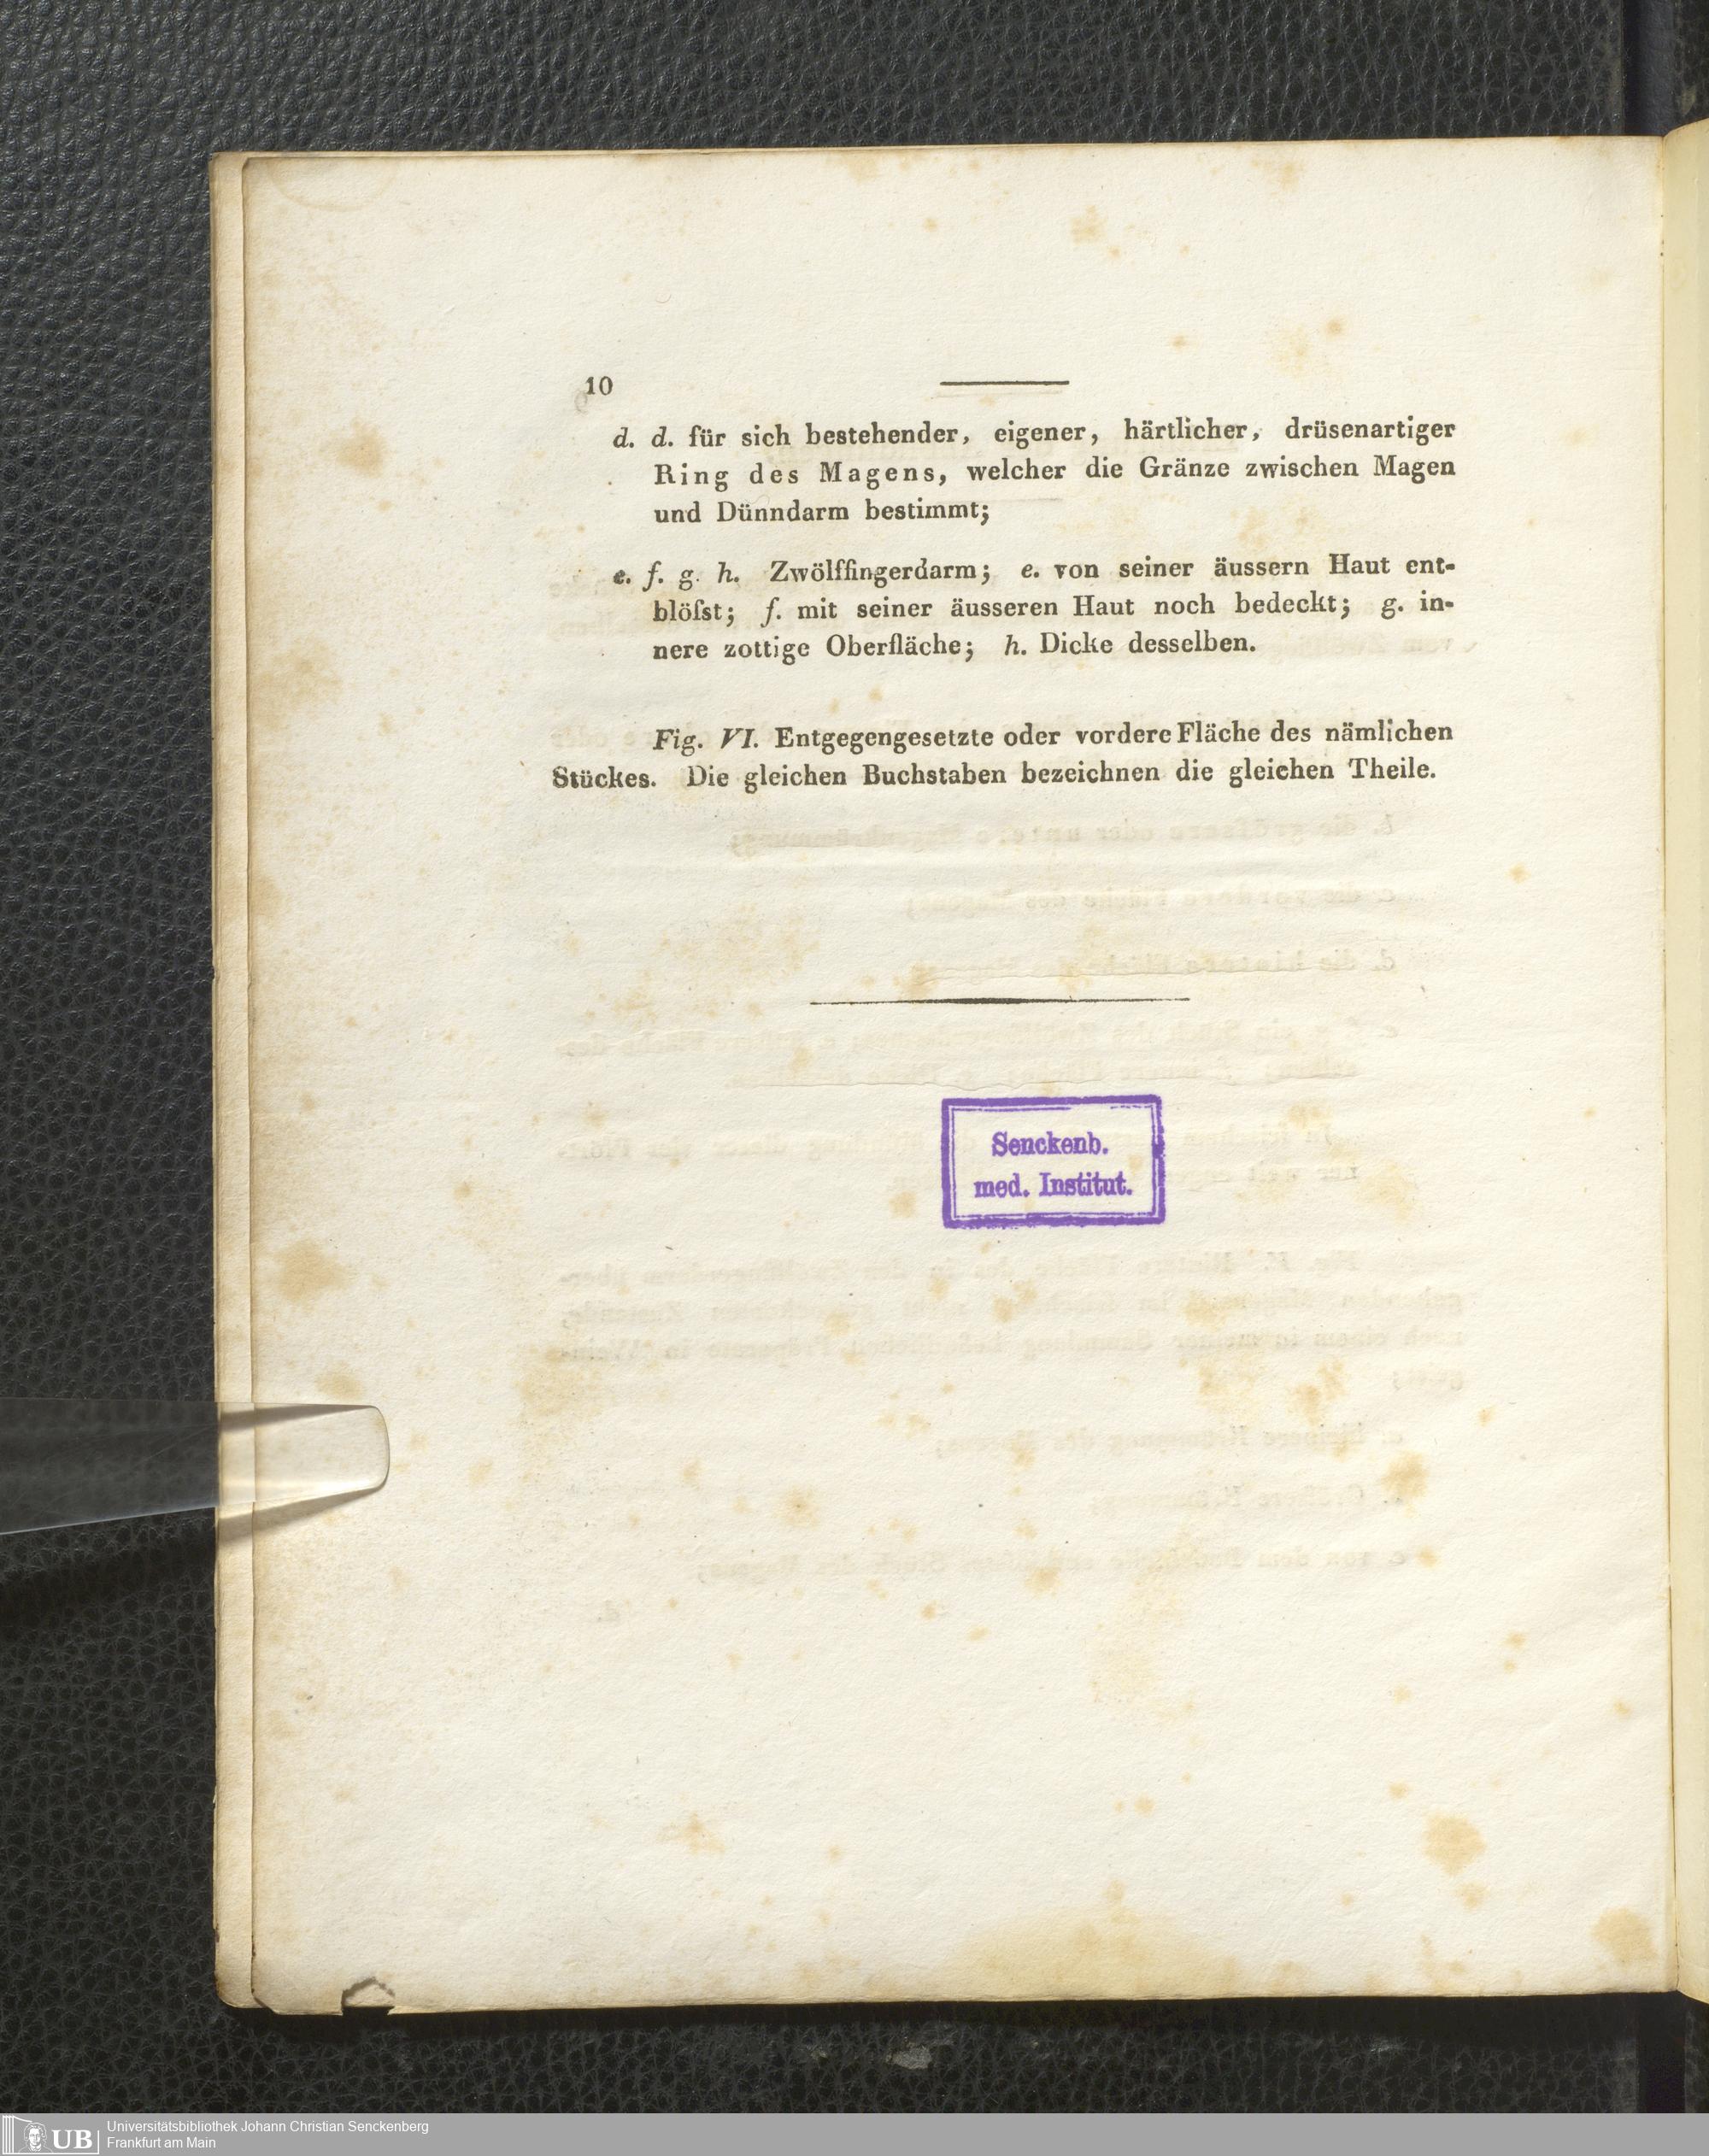 10
d. d. für sich bestehender, eigener, härtlicher, drüsenartiger
Ring des Magens, welcher die Gränze zwischen Magen
und Dünndarm bestimmt;
e. f. g. h. Zwölffingerdarm; e. von seiner äussern Haut ent-
blöſst; f. mit seiner äusseren Haut noch bedeckt; g. in-
nere zottige Oberfläche; h. Dicke desselben.
Fig. VI. Entgegengesetzte oder vordere Fläche des nämlichen
Stückes. Die gleichen Buchstaben bezeichnen die gleichen Theile.
Senckenb.
med. Institut.
UB
Universitätsbibliothek Johann Christian Senckenberg
Frankfurt am Main